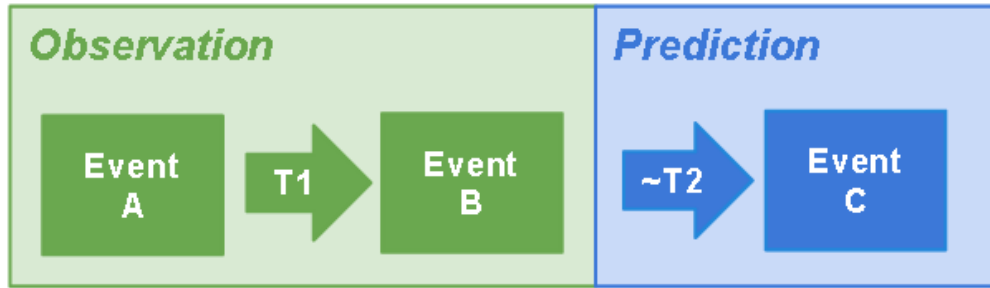 Observation
Prediction
Event
A
T1
Event
B
~T2
Event
C